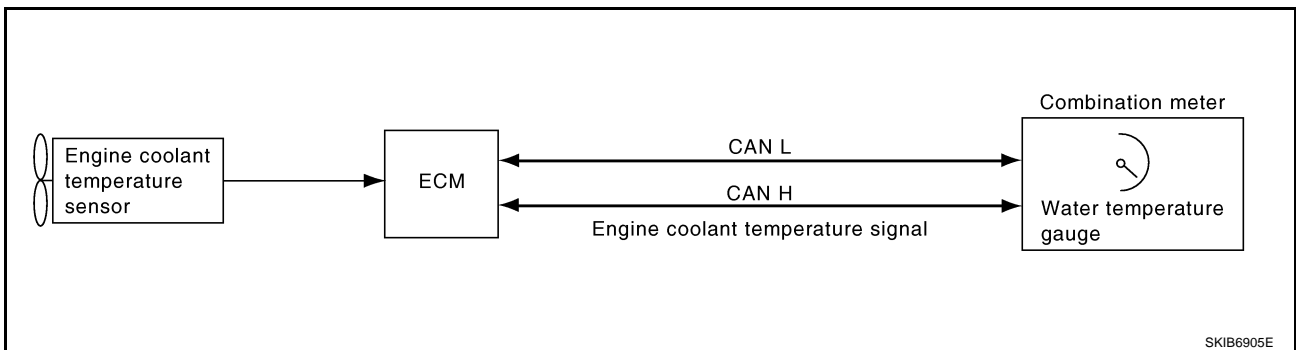 Combination meter
Engine coolant
temperature
sensor
ECM
CAN L
CAN H
Engine coolant temperature signal
Water temperature
gauge
SKIB6905E